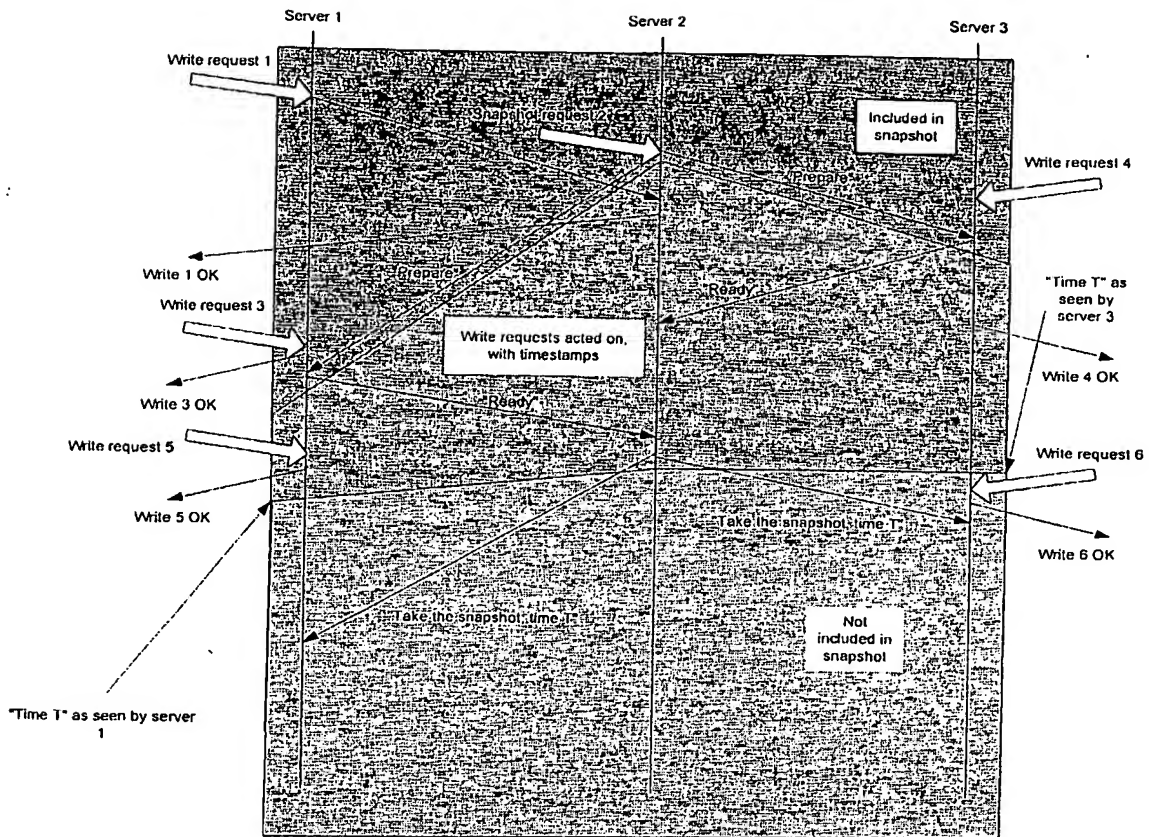 Server 1
Server 2
Server 3
Write request 1
Snapshot request 2
Included in
snapshot
"Prepare"
Write request 4
Write 1 OK
"Prepare"
"Ready"
"Time T" as
seen by
server 3
Write request 3
Write requests acted on,
with timestamps
Write 4 OK
Write 3 OK
"Ready"
Write request 5
Write request 6
Write 5 OK
"Take the snapshot, time T"
Write 6 OK
"Take the snapshot, time T"
Not
included in
snapshot
"Time T" as seen by server
1